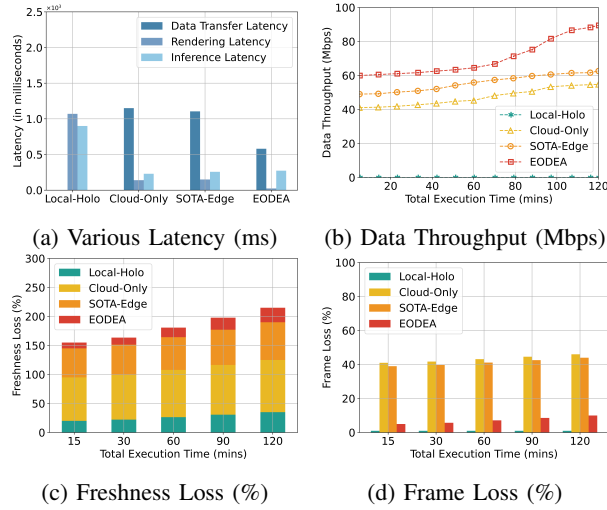 2.5 ×10³
Data Transfer Latency
Rendering Latency
Inference Latency
2.0
1.5
1.0
0.5
0.0
Latency (in milliseconds)
Local-Holo Cloud-Only SOTA-Edge EODEA
(a) Various Latency (ms)
100
80
60
40
20
0
Data Throughput (Mbps)
Local-Holo
Cloud-Only
SOTA-Edge
EODEA
20 40 60 80 100 120
Total Execution Time (mins)
(b) Data Throughput (Mbps)
300
250
200
150
100
50
0
Freshness Loss (%)
Local-Holo
Cloud-Only
SOTA-Edge
EODEA
15 30 60 90 120
Total Execution Time (mins)
(c) Freshness Loss (%)
100
80
60
40
20
0
Frame Loss (%)
Local-Holo
Cloud-Only
SOTA-Edge
EODEA
15 30 60 90 120
Total Execution Time (mins)
(d) Frame Loss (%)